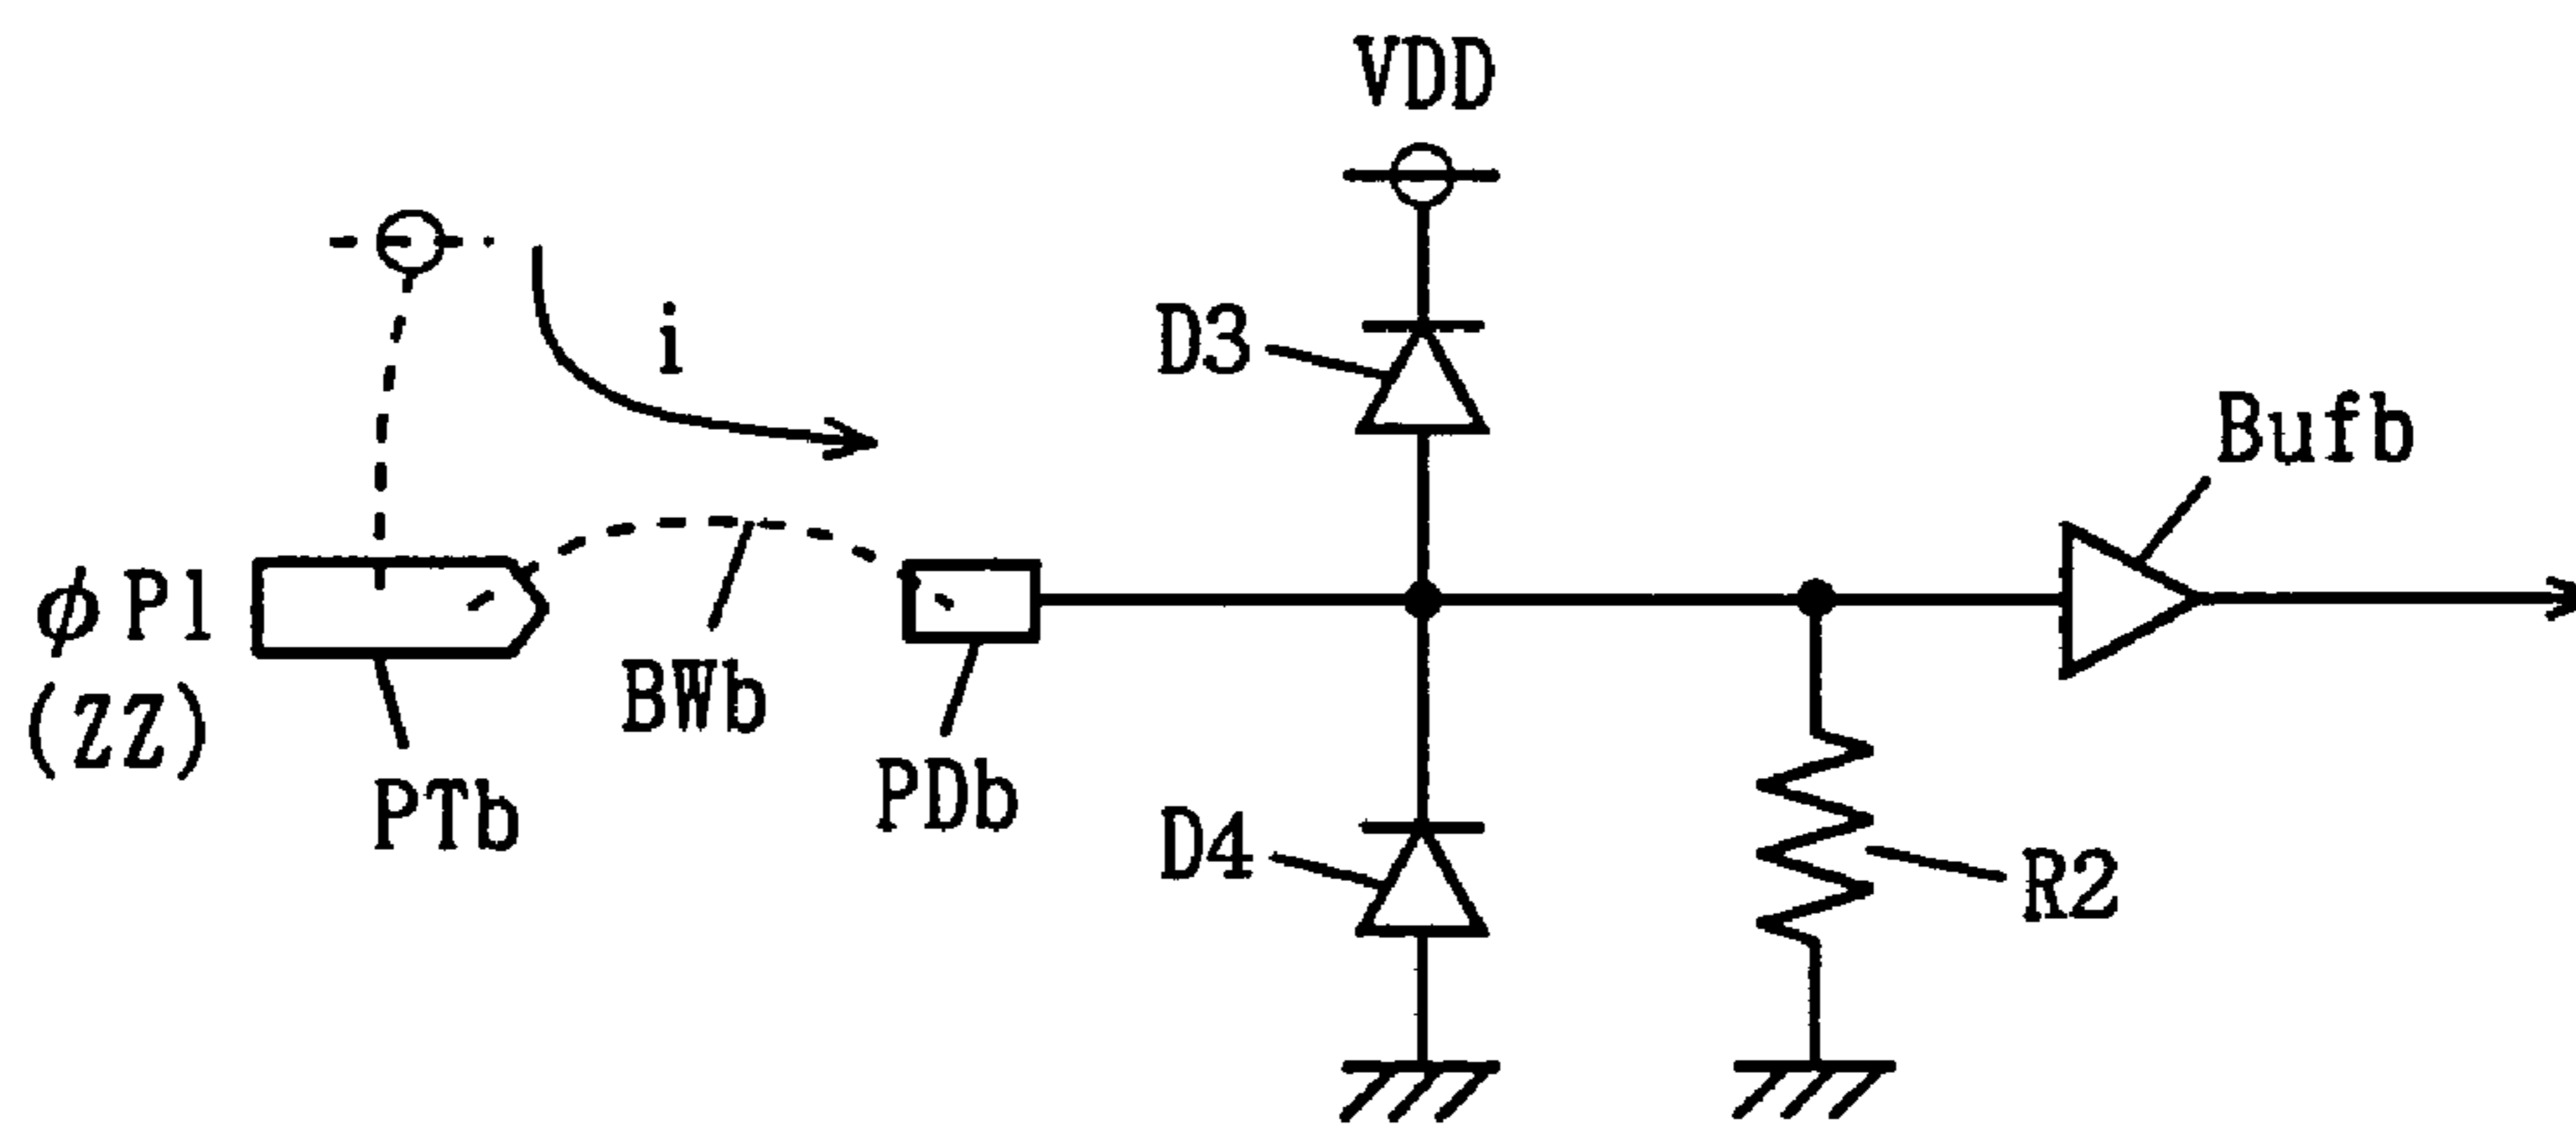 VDD
i
D3
Bufb
φP1
(ZZ)
BWb
PTb
PDb
D4
R2